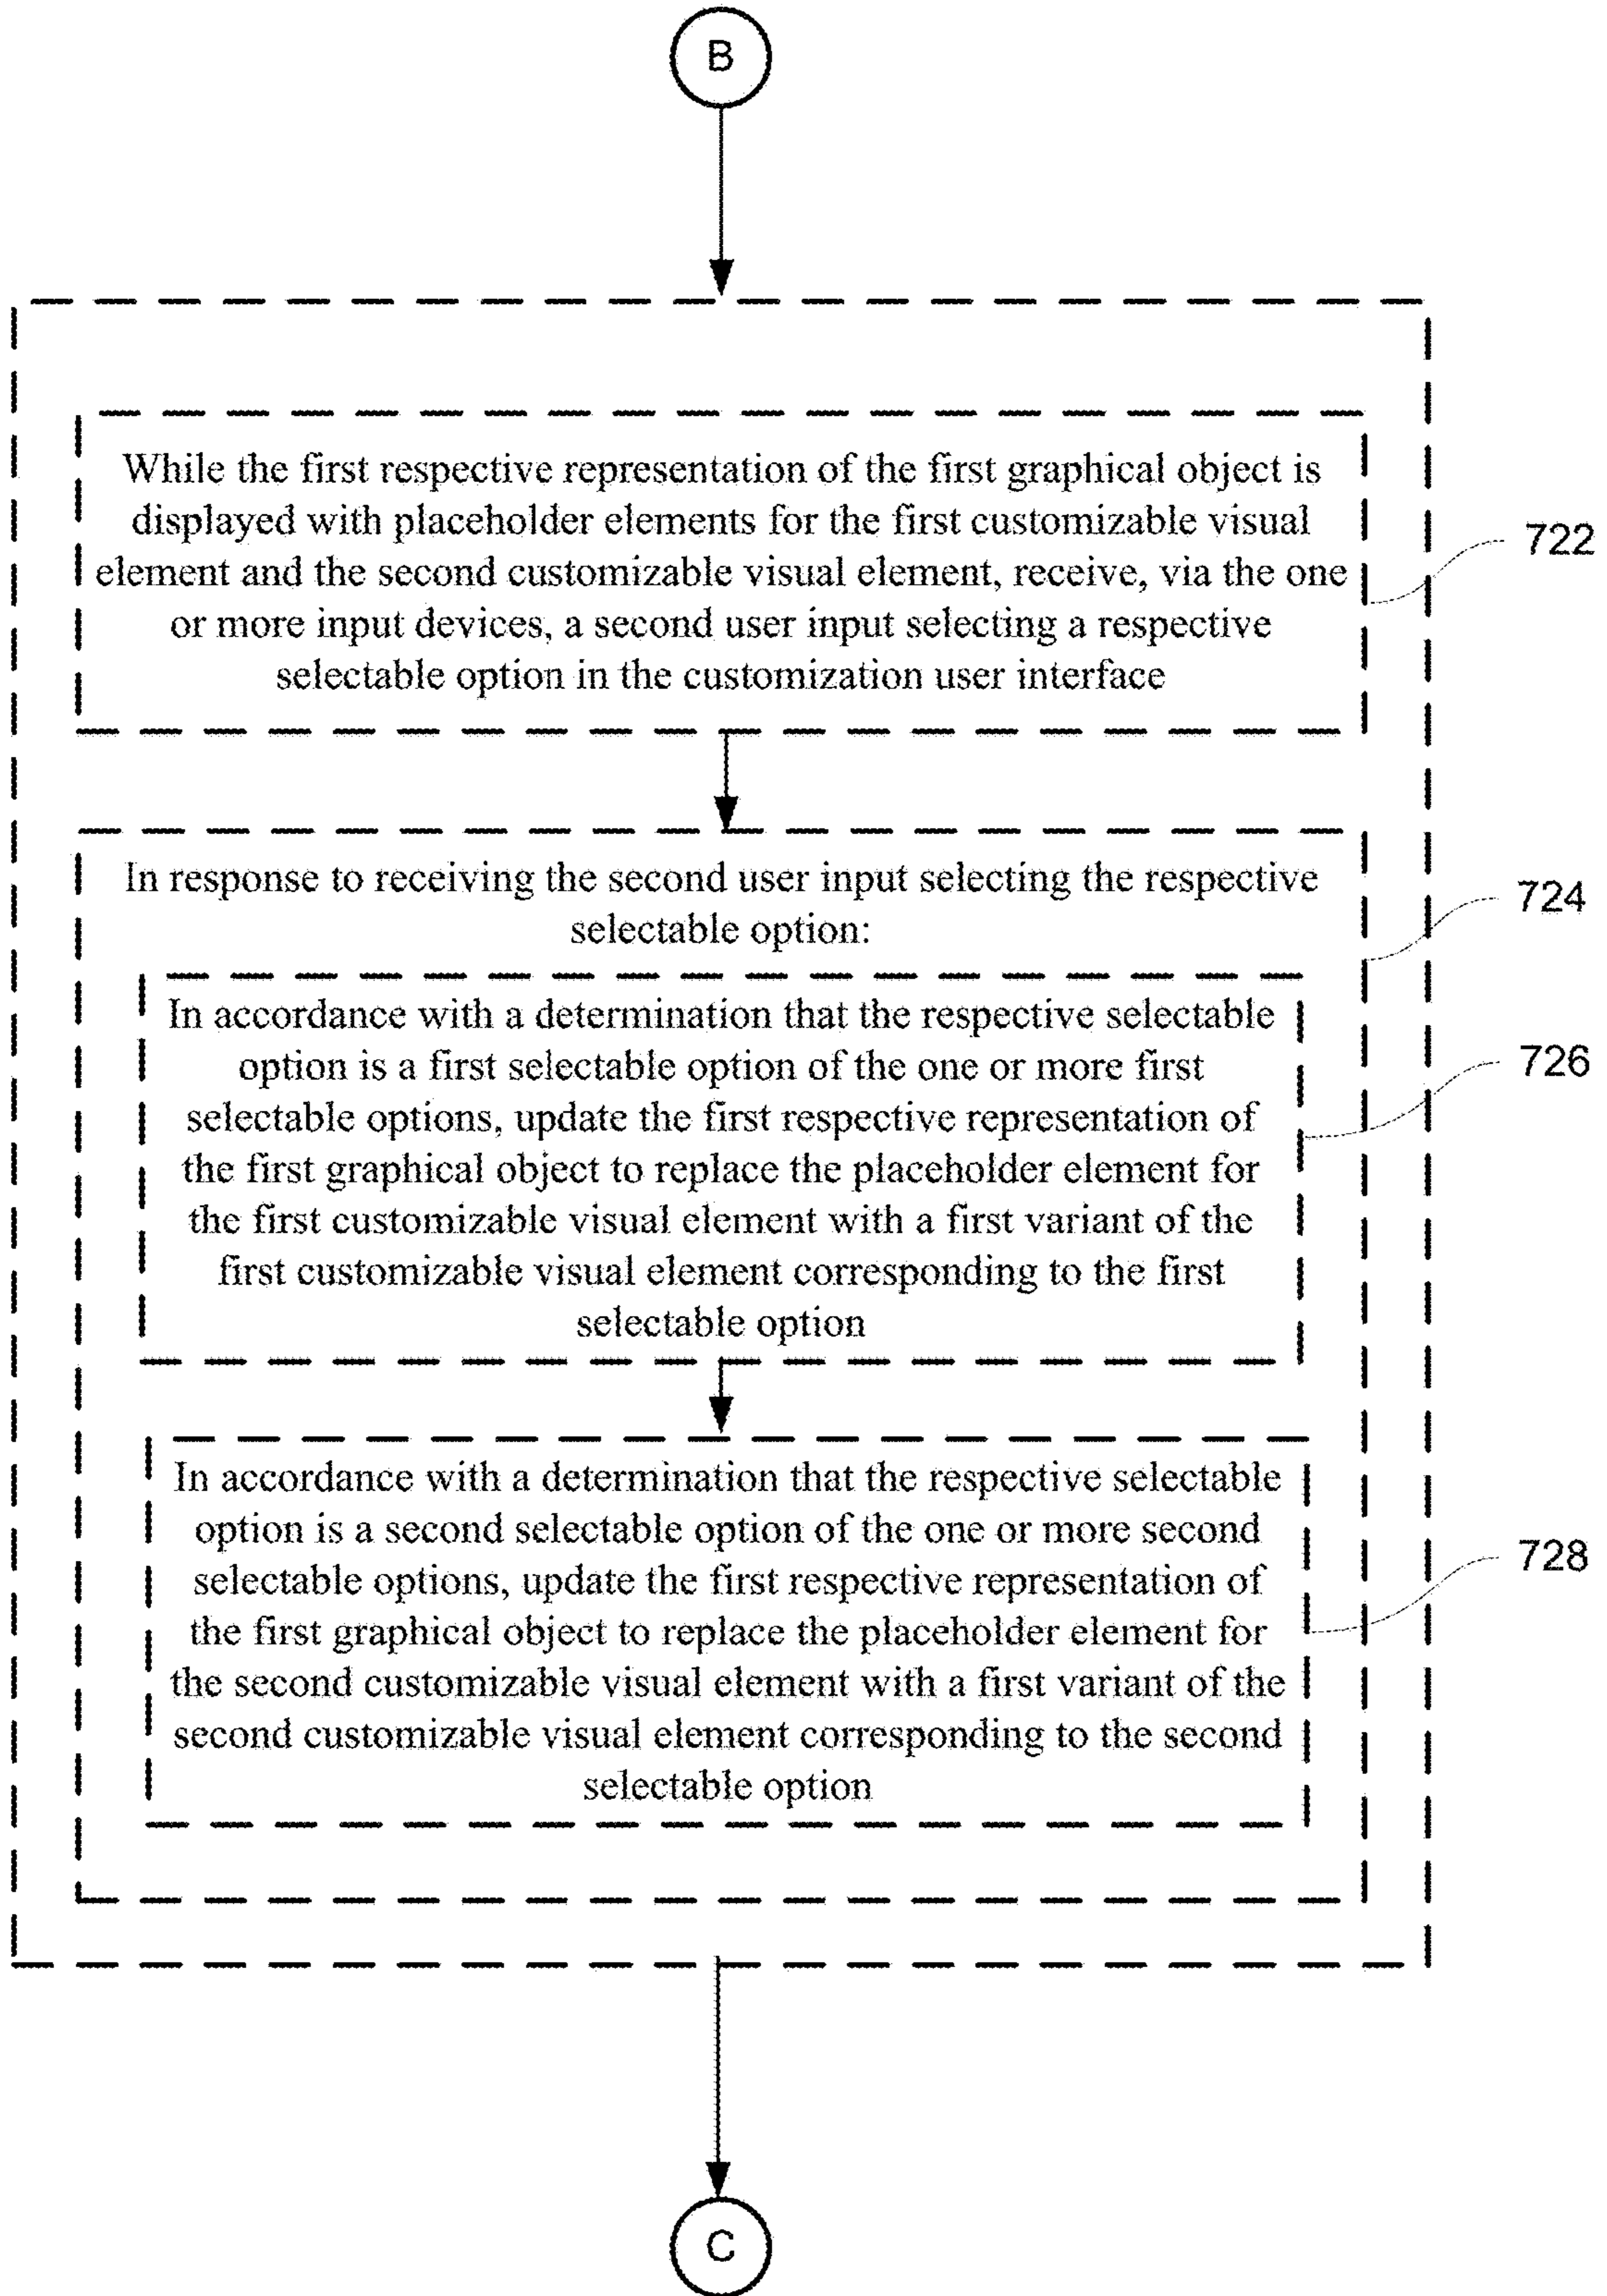 B
While the first respective representation of the first graphical object is
displayed with placeholder elements for the first customizable visual
element and the second customizable visual element, receive, via the one
or more input devices, a second user input selecting a respective
selectable option in the customization user interface
722
In response to receiving the second user input selecting the respective
selectable option:
724
In accordance with a determination that the respective selectable
option is a first selectable option of the one or more first
selectable options, update the first respective representation of
the first graphical object to replace the placeholder element for
the first customizable visual element with a first variant of the
first customizable visual element corresponding to the first
selectable option
726
In accordance with a determination that the respective selectable
option is a second selectable option of the one or more second
selectable options, update the first respective representation of
the first graphical object to replace the placeholder element for
the second customizable visual element with a first variant of the
second customizable visual element corresponding to the second
selectable option
728
C